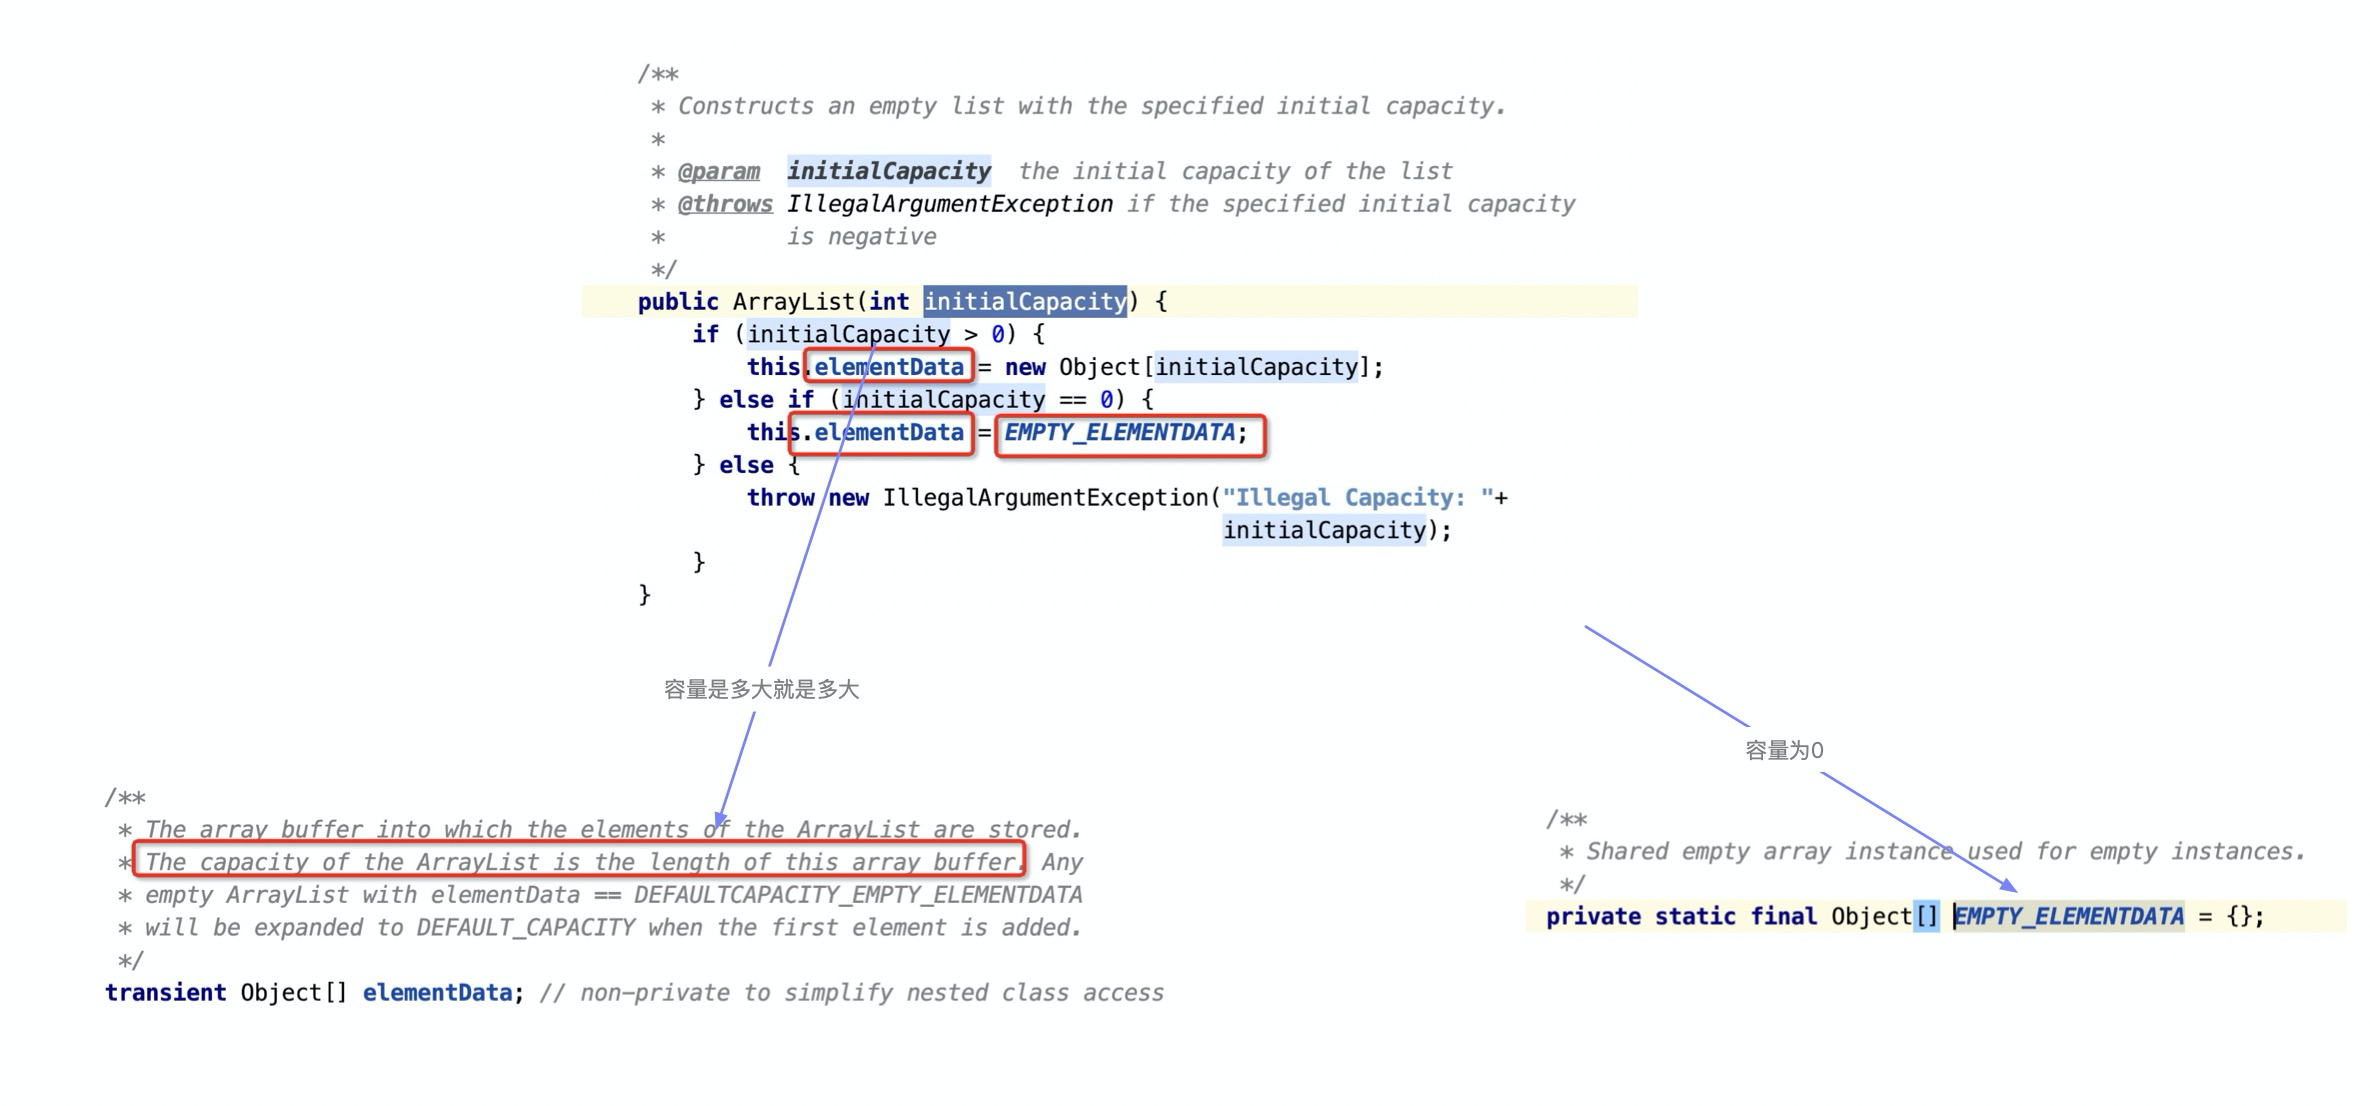 /**
 * Constructs an empty list with the specified initial capacity.
 *
 * @param  initialCapacity  the initial capacity of the list
 * @throws IllegalArgumentException if the specified initial capacity
 *         is negative
 */
public ArrayList(int initialCapacity) {
    if (initialCapacity > 0) {
        this.elementData = new Object[initialCapacity];
    } else if (initialCapacity == 0) {
        this.elementData = EMPTY_ELEMENTDATA;
    } else {
        throw new IllegalArgumentException("Illegal Capacity: "+
                                           initialCapacity);
    }
}
容量是多大就是多大
容量为0
/**
 * The array buffer into which the elements of the ArrayList are stored.
 * The capacity of the ArrayList is the length of this array buffer. Any
 * empty ArrayList with elementData == DEFAULTCAPACITY_EMPTY_ELEMENTDATA
 * will be expanded to DEFAULT_CAPACITY when the first element is added.
 */
transient Object[] elementData; // non-private to simplify nested class access
/**
 * Shared empty array instance used for empty instances.
 */
private static final Object[] EMPTY_ELEMENTDATA = {};